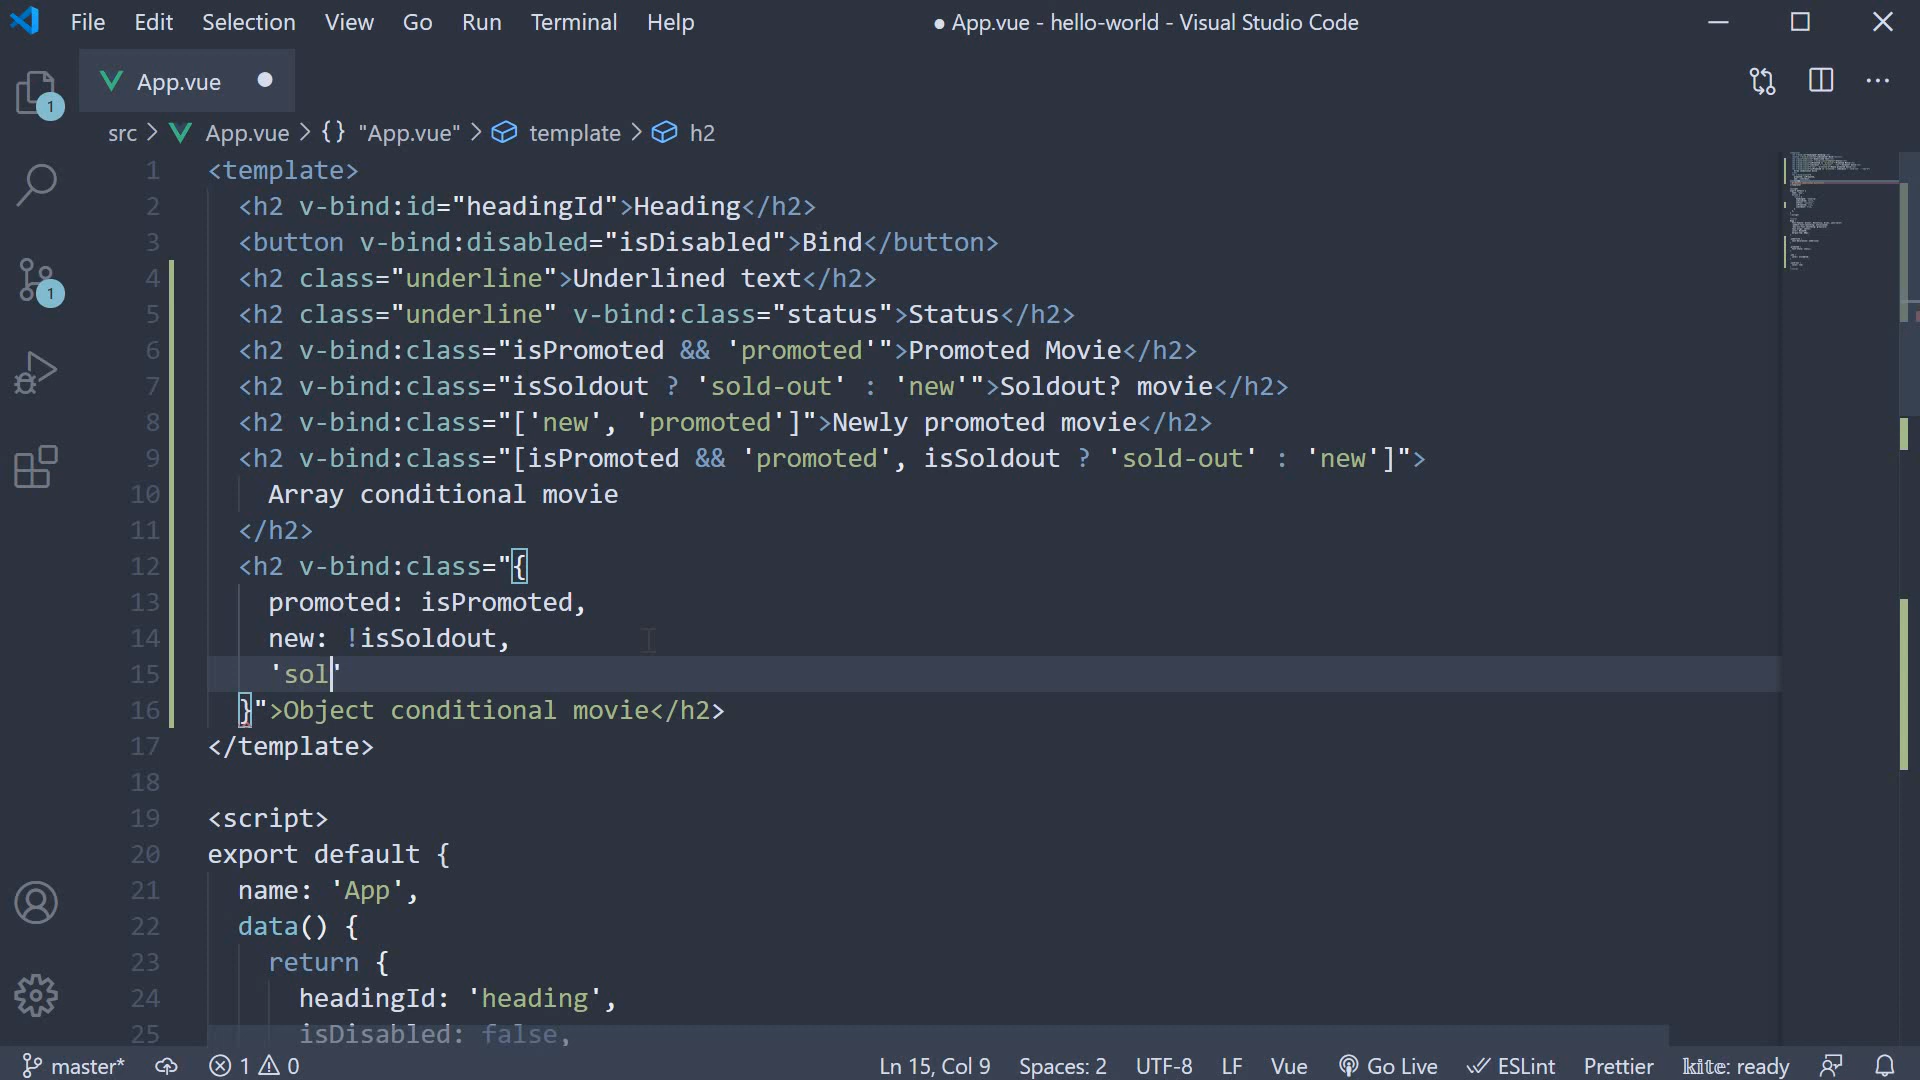 File Edit Selection View Go Run Terminal Help ● App.vue - hello-world - Visual Studio Code
App.vue
src > App.vue > {} "App.vue" > template > h2
1 <template>
2 <h2 v-bind:id="headingId">Heading</h2>
3 <button v-bind:disabled="isDisabled">Bind</button>
4 <h2 class="underline">Underlined text</h2>
5 <h2 class="underline" v-bind:class="status">Status</h2>
6 <h2 v-bind:class="isPromoted && 'promoted'">Promoted Movie</h2>
7 <h2 v-bind:class="isSoldout ? 'sold-out' : 'new'">Soldout? movie</h2>
8 <h2 v-bind:class="['new', 'promoted']">Newly promoted movie</h2>
9 <h2 v-bind:class="[isPromoted && 'promoted', isSoldout ? 'sold-out' : 'new']">
10 Array conditional movie
11 </h2>
12 <h2 v-bind:class="{
13 promoted: isPromoted,
14 new: !isSoldout,
15 'sol'
16 }">Object conditional movie</h2>
17 </template>
18
19 <script>
20 export default {
21 name: 'App',
22 data() {
23 return {
24 headingId: 'heading',
25 isDisabled: false,
1
1
master* 1 0 Ln 15, Col 9 Spaces: 2 UTF-8 LF Vue Go Live ESLint Prettier kite: ready